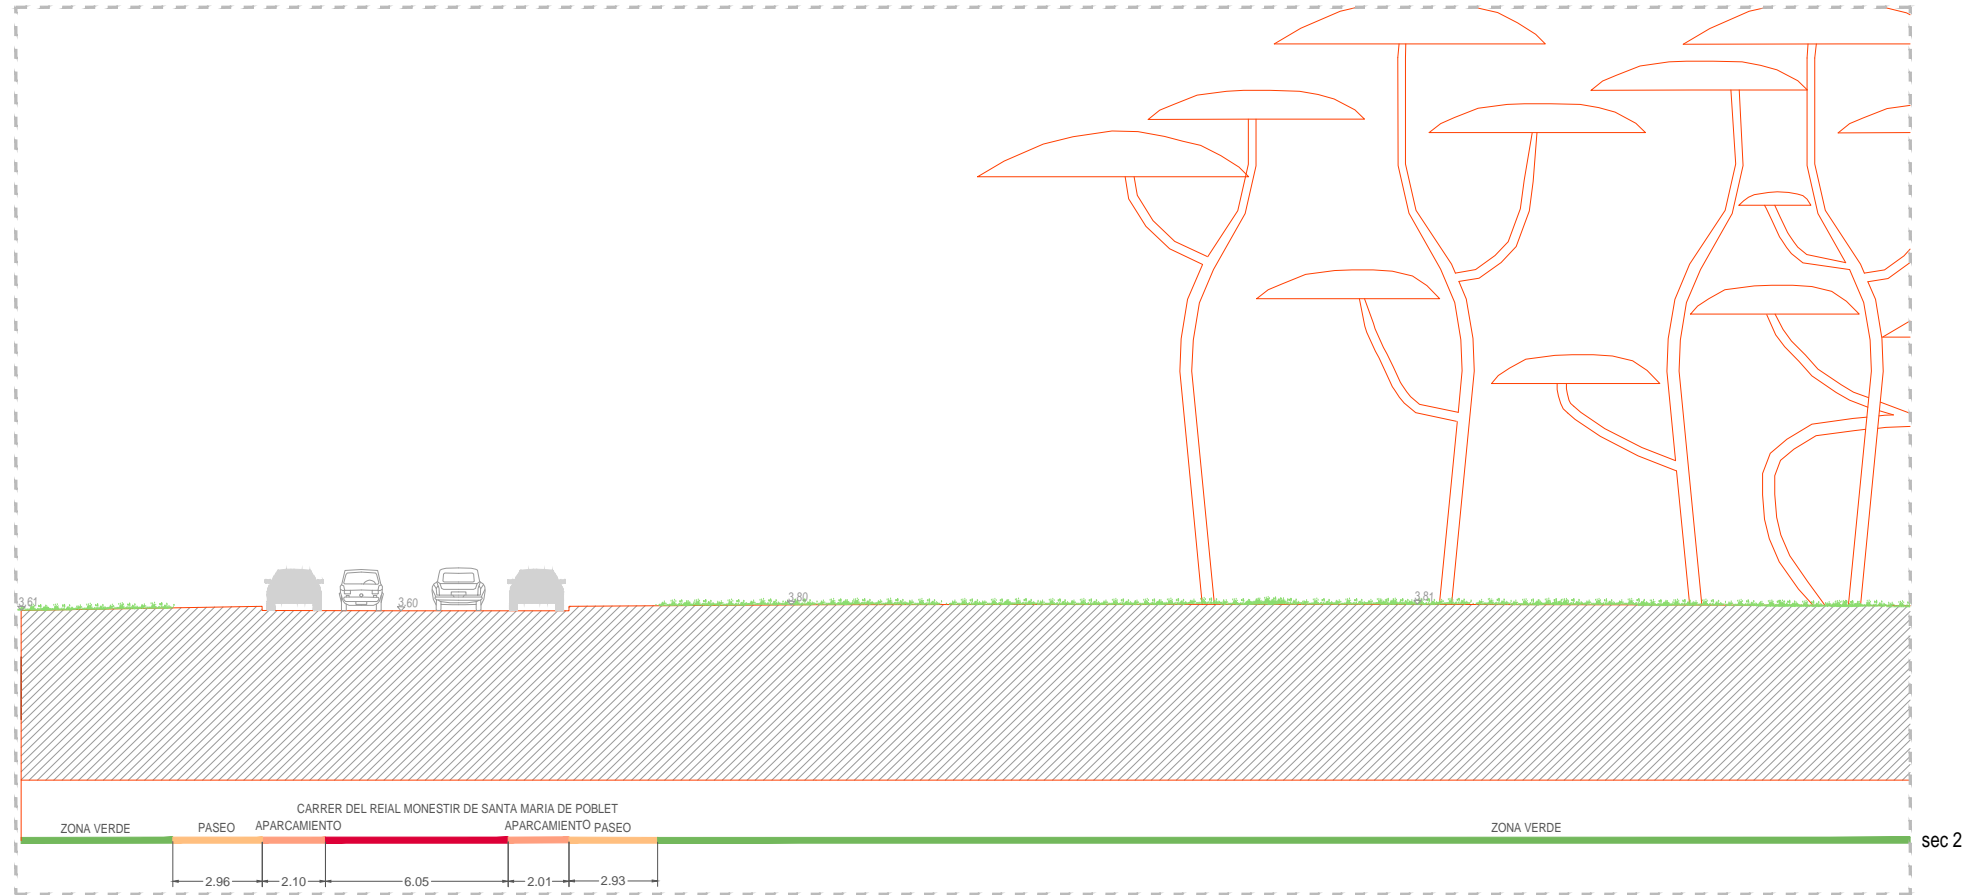 3.61
3.60
3.80
3.81
CARRER DEL REIAL MONESTIR DE SANTA MARIA DE POBLET
ZONA VERDE PASEO APARCAMIENTO APARCAMIENTO PASEO ZONA VERDE
sec 2
2.96 2.10 6.05 2.01 2.93